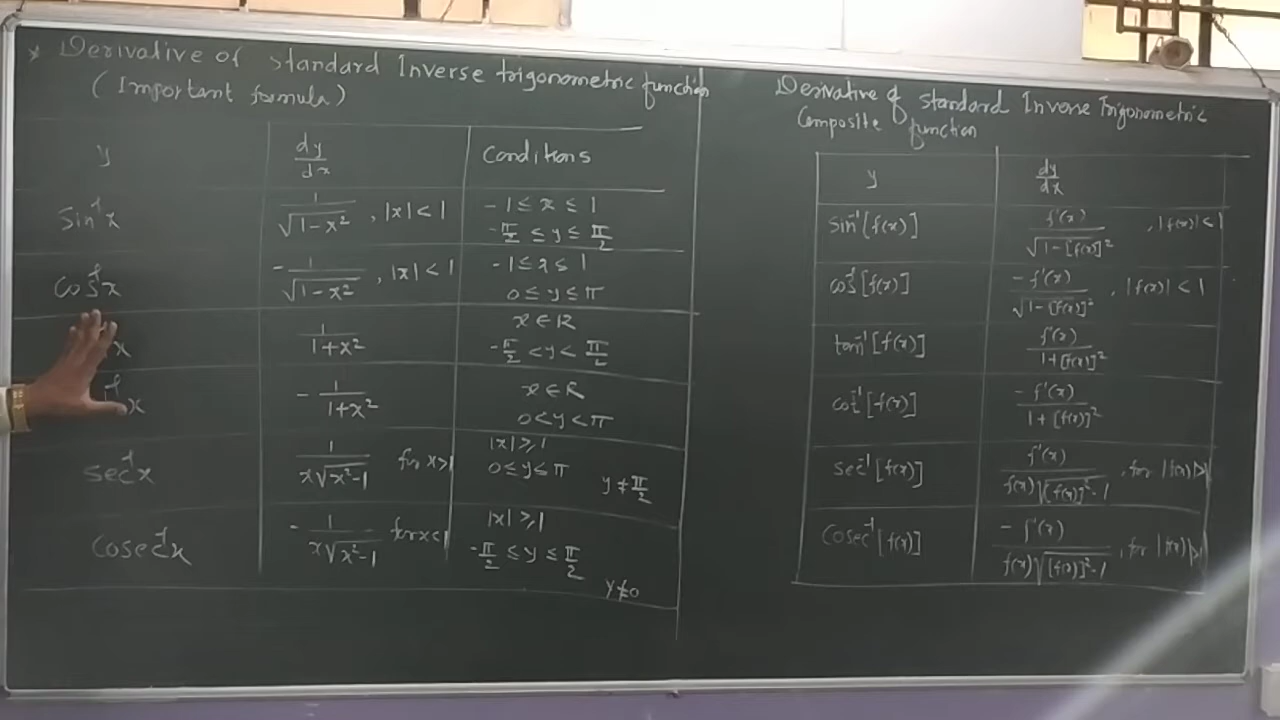 * Derivative of standard Inverse trigonometric function
(Important formula)
y dy/dx Conditions
sin⁻¹x 1/√(1-x²) , |x| < 1 -1 ≤ x ≤ 1
-π/2 ≤ y ≤ π/2
cos⁻¹x -1/√(1-x²) , |x| < 1 -1 ≤ x ≤ 1
0 ≤ y ≤ π
x 1/(1+x²) x ∈ R
-π/2 < y < π/2
x -1/(1+x²) x ∈ R
0 < y < π
sec⁻¹x 1/(x√(x²-1)) for x>1 |x| ≥ 1
0 ≤ y ≤ π y ≠ π/2
cosec⁻¹x -1/(x√(x²-1)) for x<1 |x| ≥ 1
-π/2 ≤ y ≤ π/2
y ≠ 0
Derivative of standard Inverse Trigonometric
Composite function
y dy/dx
sin⁻¹[f(x)] f'(x)/√(1-[f(x)]²) , |f(x)| < 1
cos⁻¹[f(x)] -f'(x)/√(1-[f(x)]²) , |f(x)| < 1
tan⁻¹[f(x)] f'(x)/(1+[f(x)]²)
cot⁻¹[f(x)] -f'(x)/(1+[f(x)]²)
sec⁻¹[f(x)] f'(x)/(f(x)√([f(x)]²-1)) , for |f(x)|>1
Cosec⁻¹[f(x)] -f'(x)/(f(x)√([f(x)]²-1)) , for |f(x)|>1